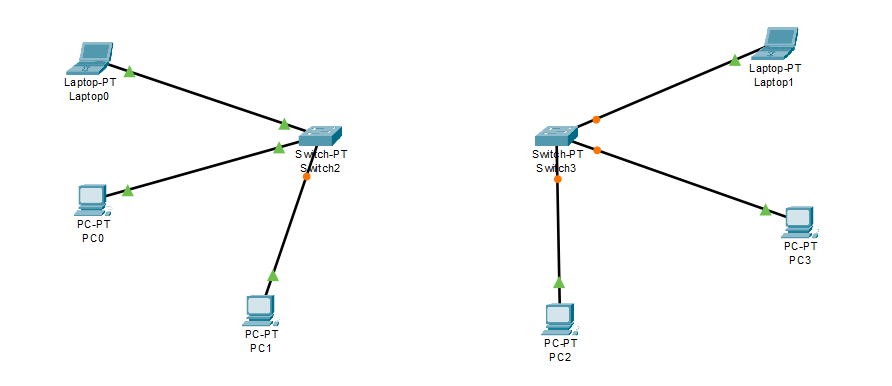 Laptop-PT
Laptop0
Laptop-PT
Laptop1
Switch-PT
Switch2
Switch-PT
Switch3
PC-PT
PC0
PC-PT
PC3
PC-PT
PC1
PC-PT
PC2